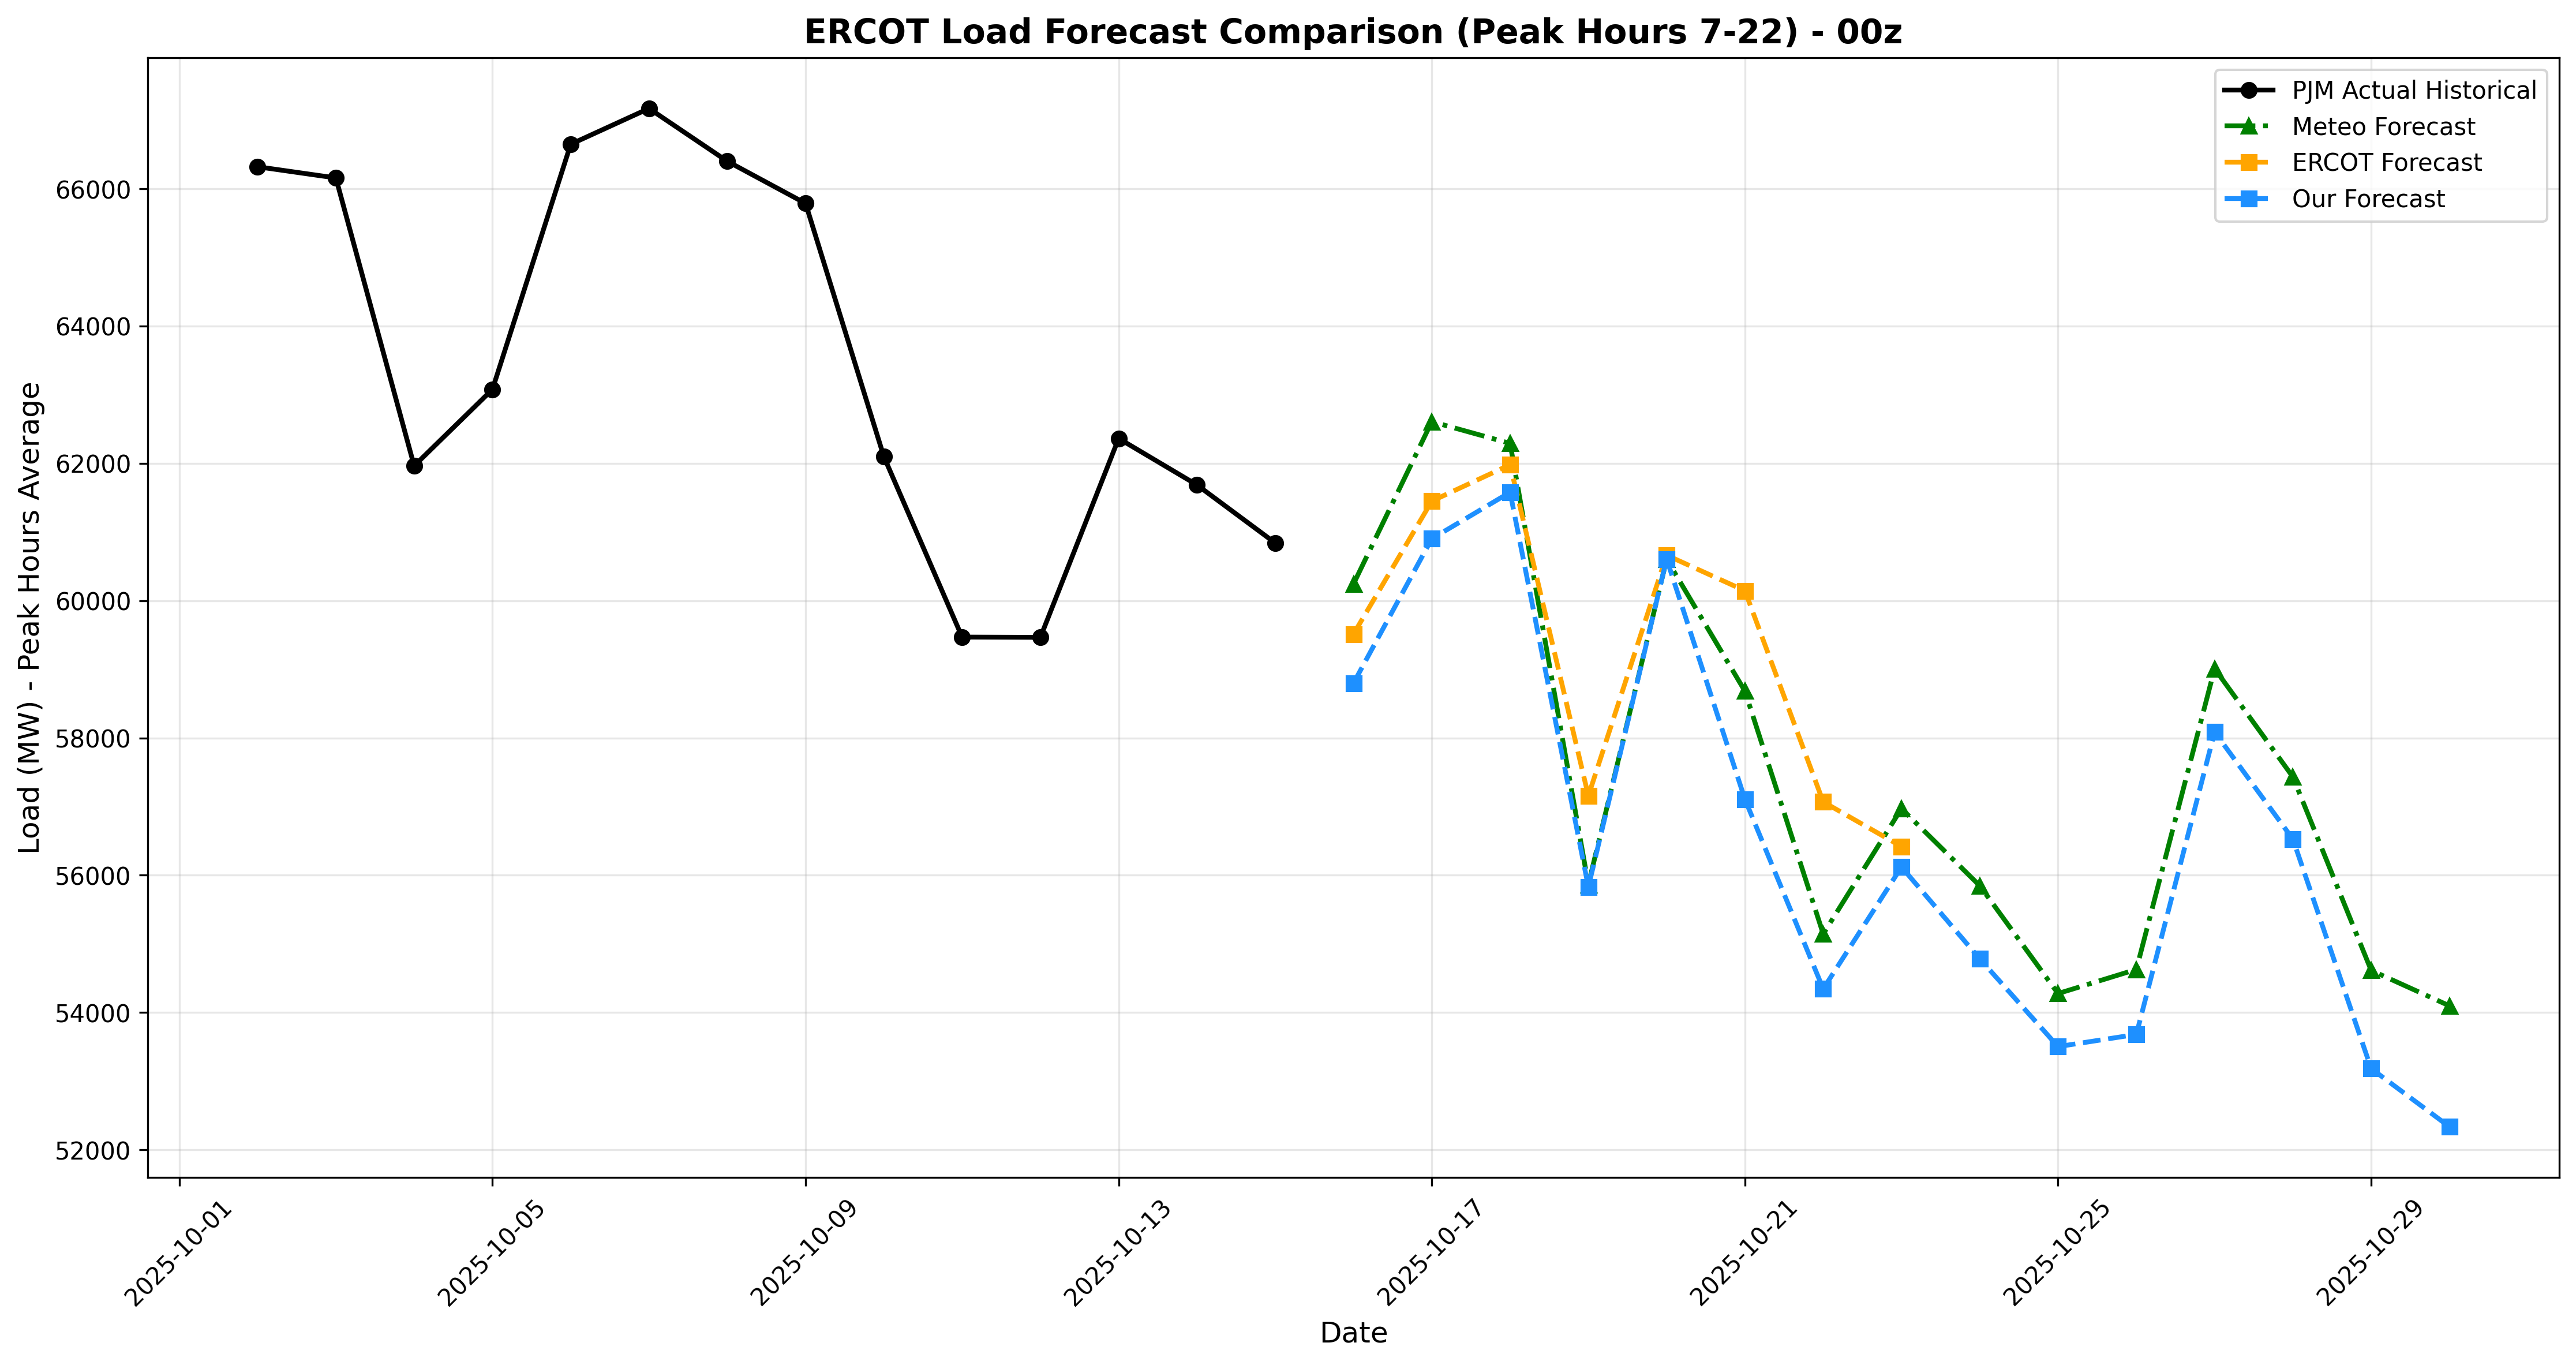 ERCOT Load Forecast Comparison (Peak Hours 7-22) - 00z
PJM Actual Historical
Meteo Forecast
ERCOT Forecast
Our Forecast
Load (MW) - Peak Hours Average
66000
64000
62000
60000
58000
56000
54000
52000
2025-10-01
2025-10-05
2025-10-09
2025-10-13
2025-10-17
2025-10-21
2025-10-25
2025-10-29
Date